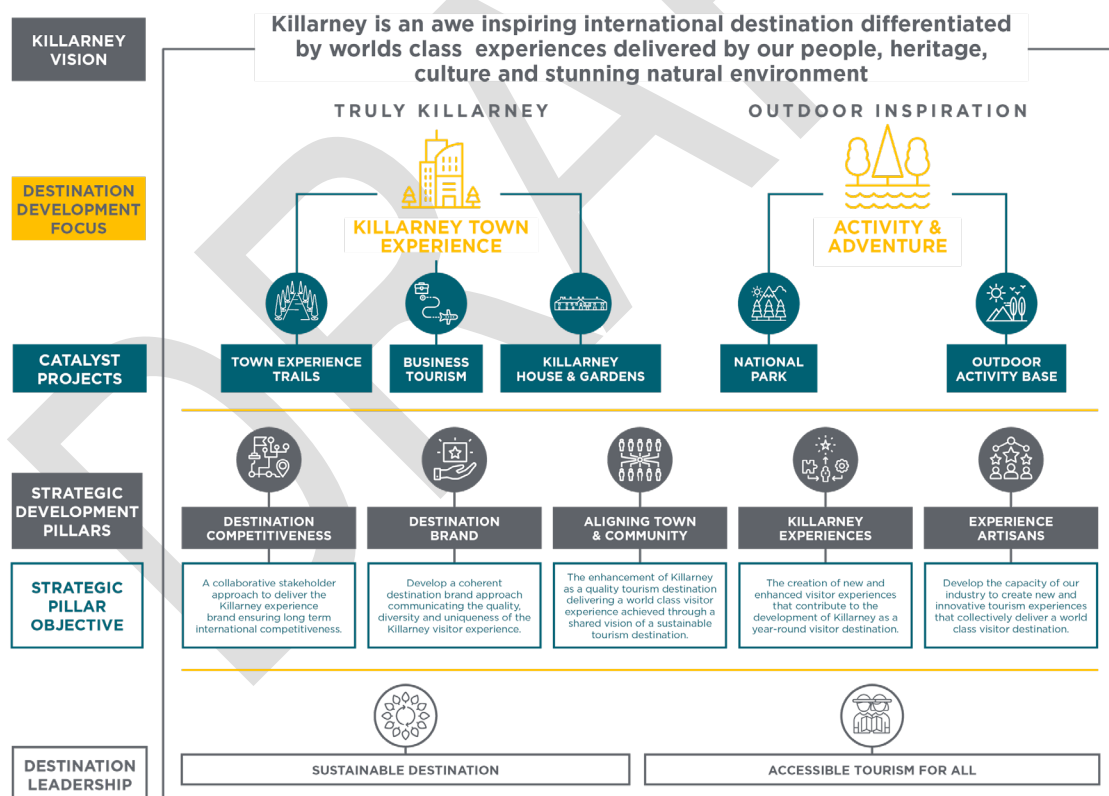 KILLARNEY
VISION
Killarney is an awe inspiring international destination differentiated
by worlds class experiences delivered by our people, heritage,
culture and stunning natural environment
TRULY KILLARNEY
OUTDOOR INSPIRATION
DESTINATION
DEVELOPMENT
FOCUS
KILLARNEY TOWN
EXPERIENCE
ACTIVITY &
ADVENTURE
CATALYST
PROJECTS
TOWN EXPERIENCE
TRAILS
BUSINESS
TOURISM
KILLARNEY
HOUSE & GARDENS
NATIONAL
PARK
OUTDOOR
ACTIVITY BASE
STRATEGIC
DEVELOPMENT
PILLARS
DESTINATION
COMPETITIVENESS
DESTINATION
BRAND
ALIGNING TOWN
& COMMUNITY
KILLARNEY
EXPERIENCES
EXPERIENCE
ARTISANS
STRATEGIC
PILLAR
OBJECTIVE
A collaborative stakeholder
approach to deliver the
Killarney experience
brand ensuring long term
international competitiveness.
Develop a coherent
destination brand approach
communicating the quality,
diversity and uniqueness of the
Killarney visitor experience.
The enhancement of Killarney
as a quality tourism destination
delivering a world class visitor
experience achieved through a
shared vision of a sustainable
tourism destination.
The creation of new and
enhanced visitor experiences
that contribute to the
development of Killarney as a
year-round visitor destination.
Develop the capacity of our
industry to create new and
innovative tourism experiences
that collectively deliver a world
class visitor destination.
DESTINATION
LEADERSHIP
SUSTAINABLE DESTINATION
ACCESSIBLE TOURISM FOR ALL